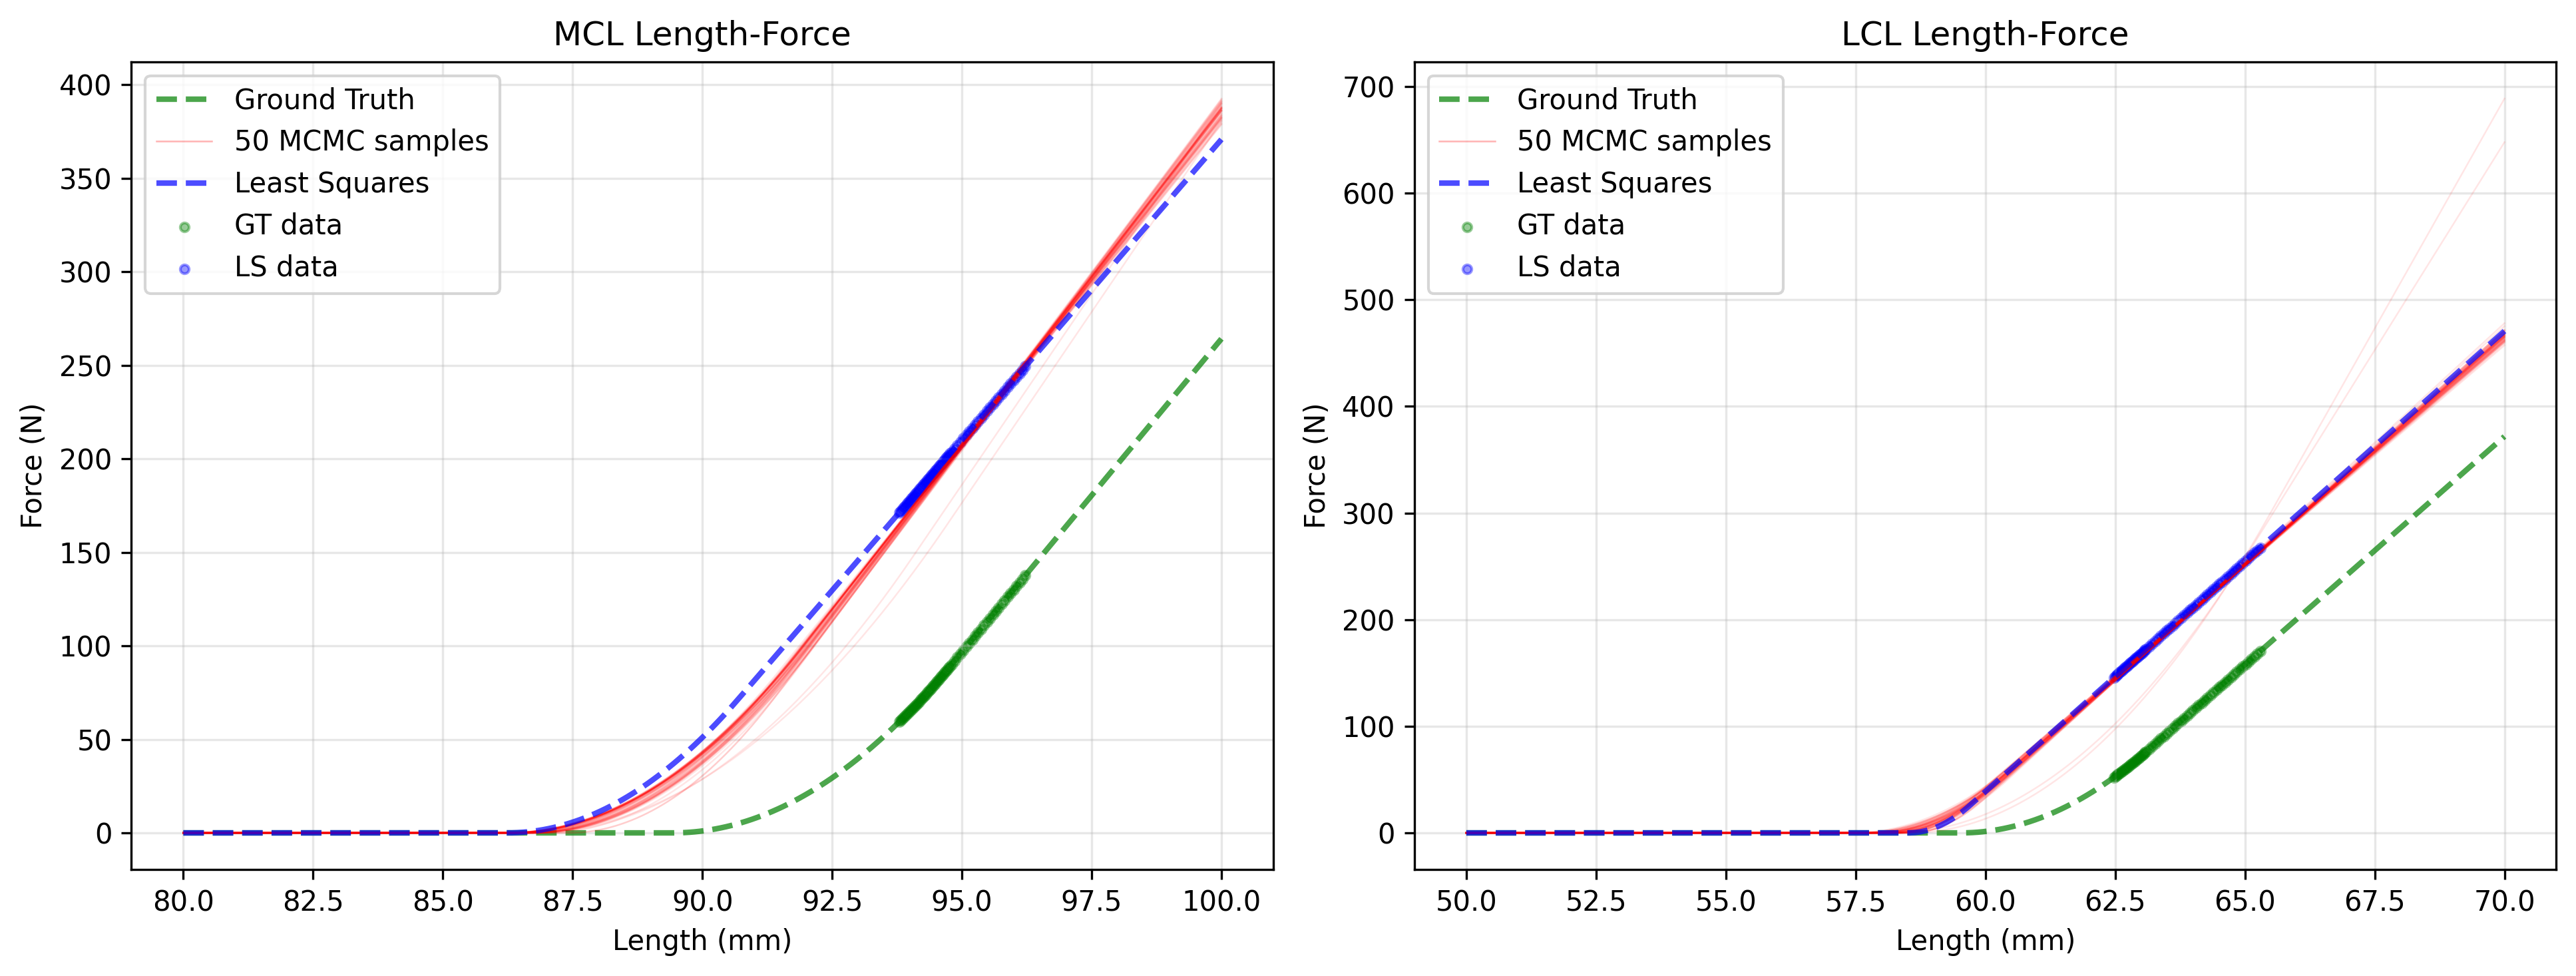 MCL Length-Force
400
350
300
250
200
150
100
50
0
Force (N)
Ground Truth
50 MCMC samples
Least Squares
GT data
LS data
80.0 82.5 85.0 87.5 90.0 92.5 95.0 97.5 100.0
Length (mm)
LCL Length-Force
700
600
500
400
300
200
100
0
Force (N)
Ground Truth
50 MCMC samples
Least Squares
GT data
LS data
50.0 52.5 55.0 57.5 60.0 62.5 65.0 67.5 70.0
Length (mm)